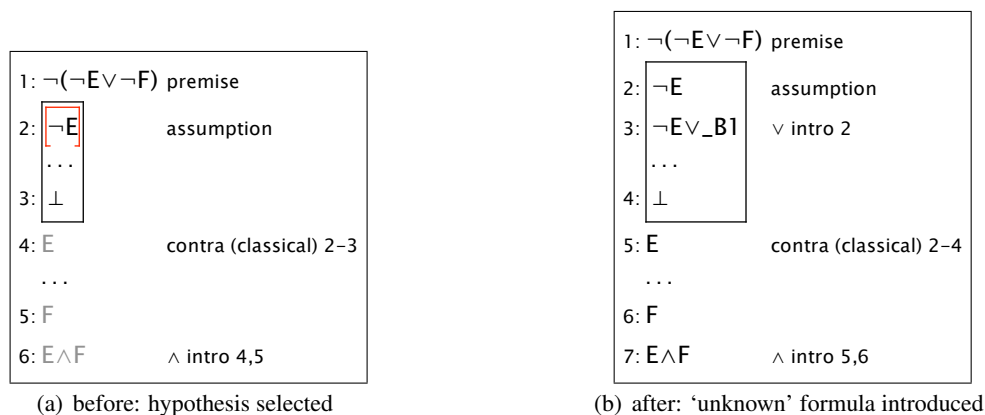 1: ¬(¬E∨¬F) premise
2: ¬E assumption
...
3: ⊥
4: E contra (classical) 2–3
...
5: F
6: E∧F ∧ intro 4,5
(a) before: hypothesis selected
1: ¬(¬E∨¬F) premise
2: ¬E assumption
3: ¬E∨_B1 ∨ intro 2
...
4: ⊥
5: E contra (classical) 2–4
...
6: F
7: E∧F ∧ intro 5,6
(b) after: ‘unknown’ formula introduced